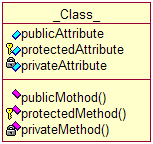 _Class_
publicAttribute
protectedAttribute
privateAttribute
publicMothod()
protectedMethod()
privateMethod()